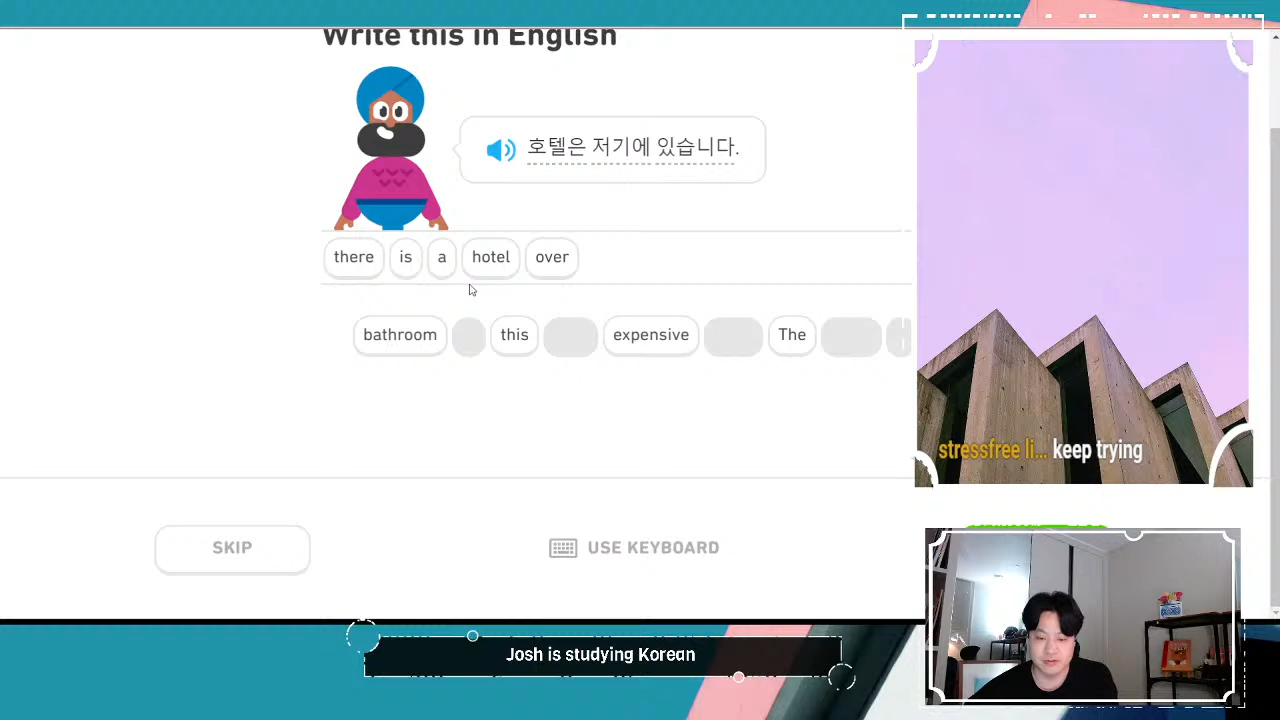 Write this in English
호텔은 저기에 있습니다.
there is a hotel over
bathroom this expensive The
SKIP
USE KEYBOARD
stressfree li... keep trying
Josh is studying Korean